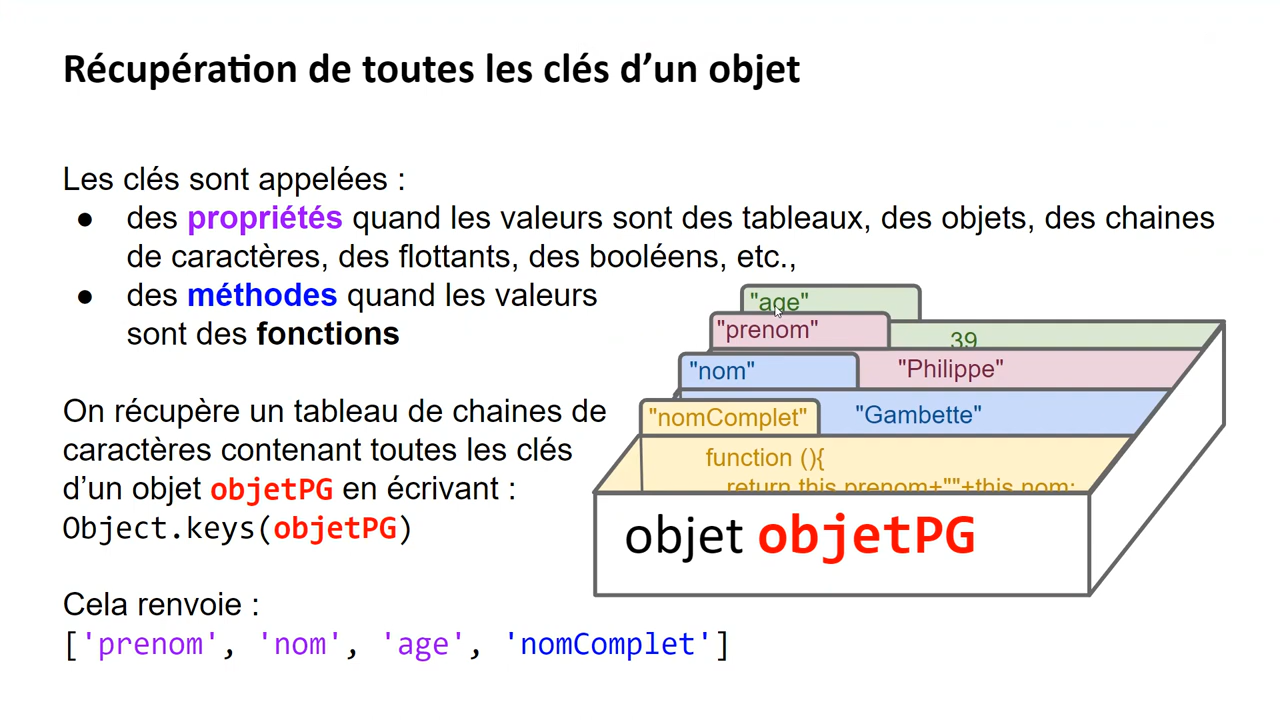 Récupération de toutes les clés d’un objet
Les clés sont appelées :
● des propriétés quand les valeurs sont des tableaux, des objets, des chaines
de caractères, des flottants, des booléens, etc.,
● des méthodes quand les valeurs
sont des fonctions
On récupère un tableau de chaines de
caractères contenant toutes les clés
d’un objet objetPG en écrivant :
Object.keys(objetPG)
Cela renvoie :
['prenom', 'nom', 'age', 'nomComplet']
"age"
39
"prenom"
"Philippe"
"nom"
"Gambette"
"nomComplet"
function (){
return this.prenom+""+this.nom;
objet objetPG